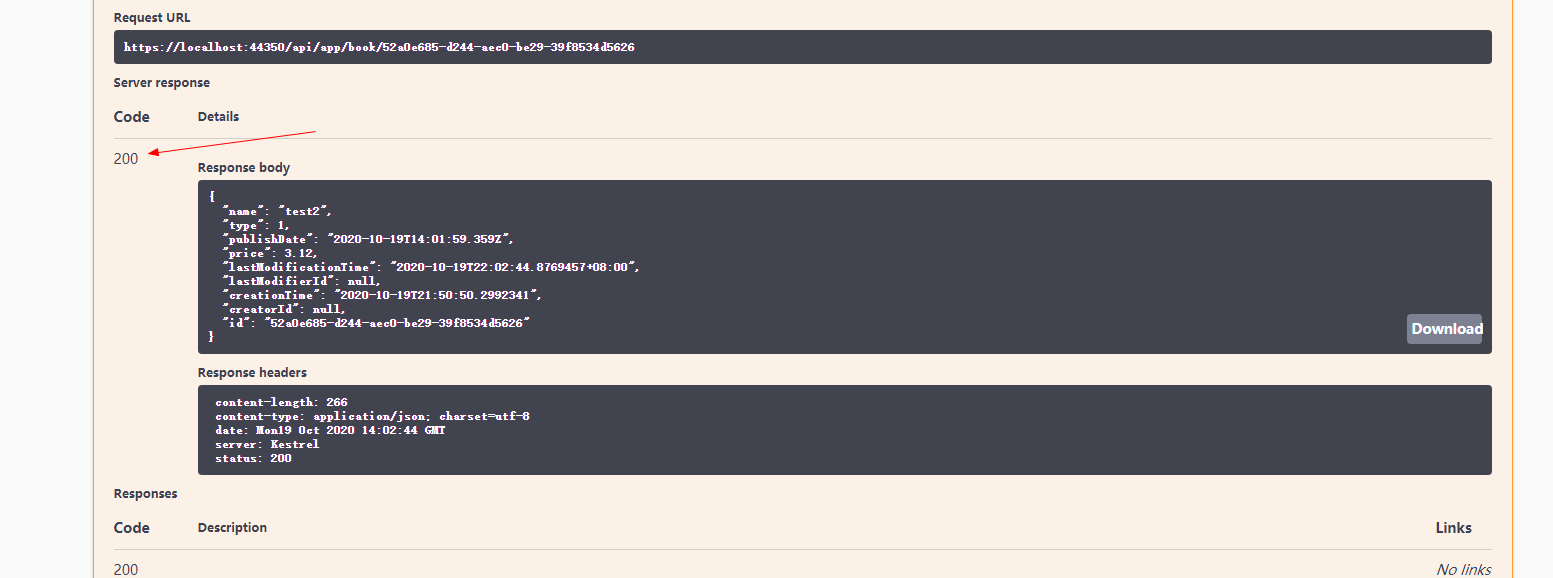 Request URL
https://localhost:44350/api/app/book/52a0e685-d244-aec0-be29-39f8534d5626
Server response
Code Details
200
Response body
{
"name": "test2",
"type": 1,
"publishDate": "2020-10-19T14:01:59.359Z",
"price": 3.12,
"lastModificationTime": "2020-10-19T22:02:44.8769457+08:00",
"lastModifierId": null,
"creationTime": "2020-10-19T21:50:50.2992341",
"creatorId": null,
"id": "52a0e685-d244-aec0-be29-39f8534d5626"
}
Download
Response headers
content-length: 266
content-type: application/json; charset=utf-8
date: Mon19 Oct 2020 14:02:44 GMT
server: Kestrel
status: 200
Responses
Code Description Links
200 No links